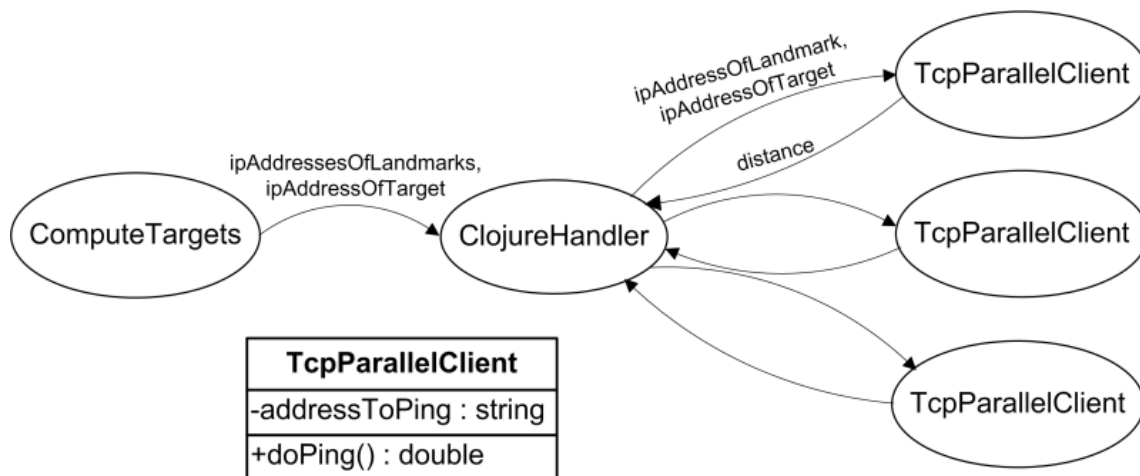 ipAddressOfLandmark,
ipAddressOfTarget
TcpParallelClient
distance
ipAddressesOfLandmarks,
ipAddressOfTarget
ComputeTargets
ClojureHandler
TcpParallelClient
TcpParallelClient
TcpParallelClient
-addressToPing : string
+doPing() : double